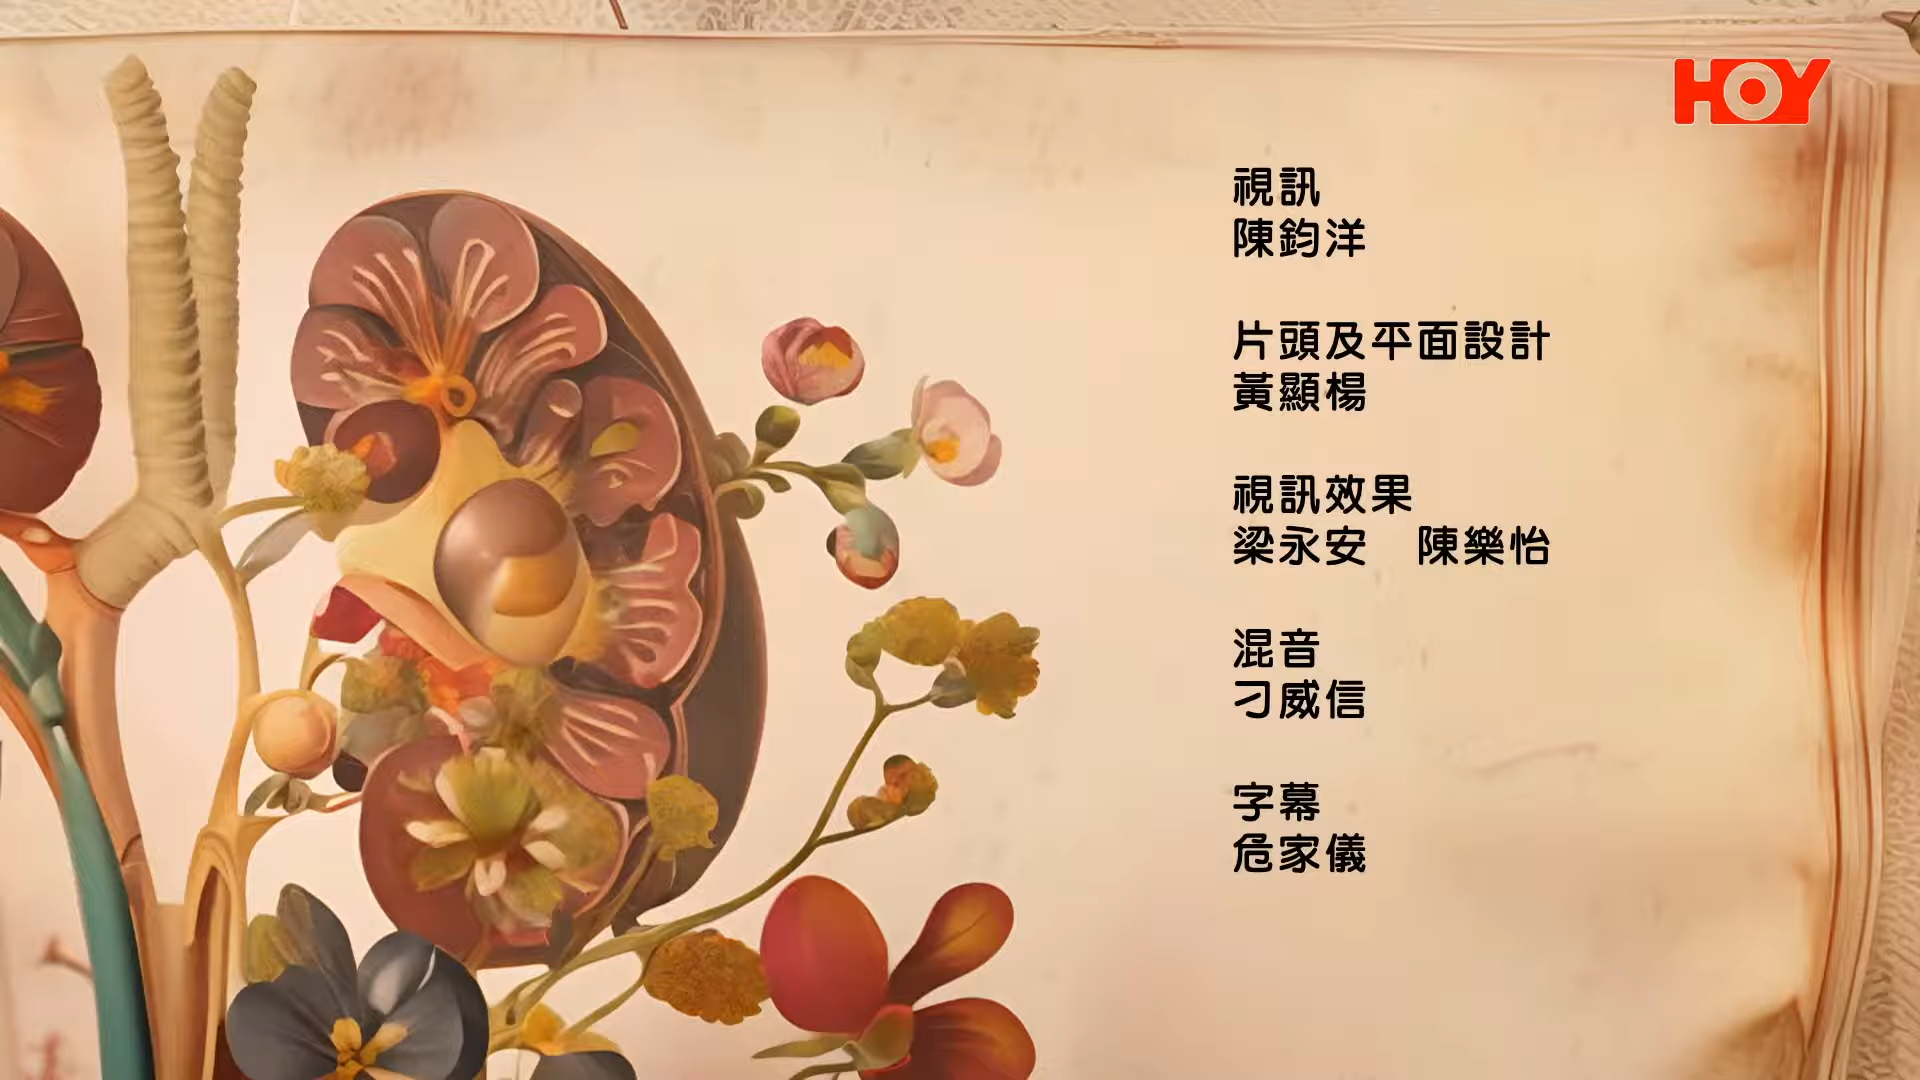 HOY
視訊
陳鈞洋
片頭及平面設計
黃顯楊
視訊效果
梁永安　陳樂怡
混音
刁威信
字幕
危家儀